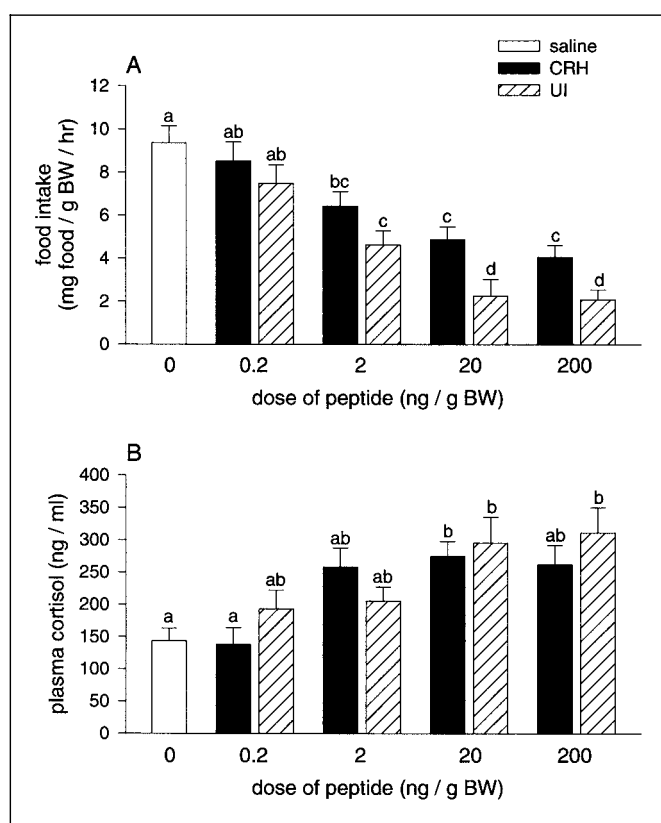 saline
CRH
UI
A
12
10
8
6
4
2
0
food intake
(mg food / g BW / hr)
a
ab
ab
bc
c
c
d
c
d
0 0.2 2 20 200
dose of peptide (ng / g BW)
B
400
350
300
250
200
150
100
50
0
plasma cortisol (ng / ml)
a
a
ab
ab
ab
b
b
ab
b
0 0.2 2 20 200
dose of peptide (ng / g BW)